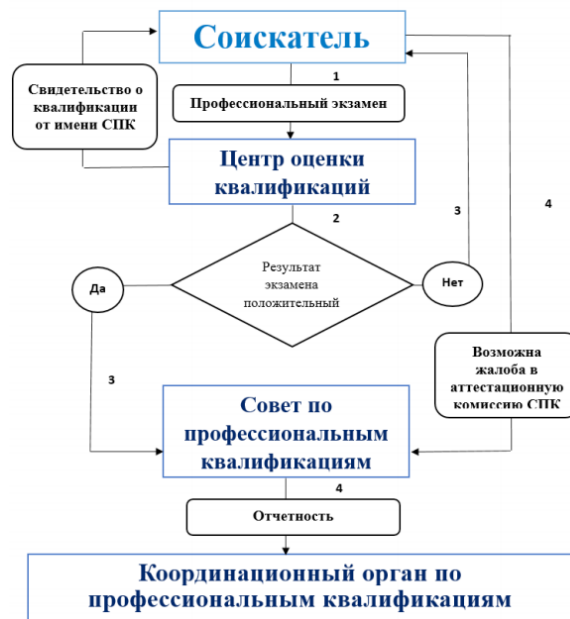 Соискатель
1
Свидетельство о
квалификации
от имени СПК
Профессиональный экзамен
Центр оценки
квалификаций
2
3
4
Результат
экзамена
положительный
Да
Нет
Возможна
жалоба в
аттестационную
комиссию СПК
3
Совет по
профессиональным
квалификациям
4
Отчетность
Координационный орган по
профессиональным квалификациям